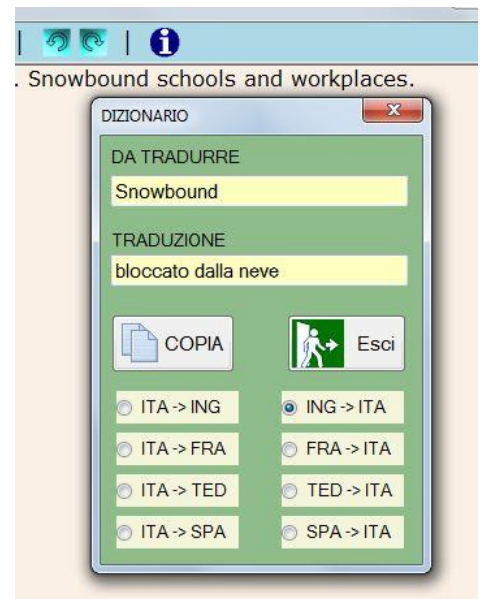 . Snowbound schools and workplaces.
DIZIONARIO
DA TRADURRE
Snowbound
TRADUZIONE
bloccato dalla neve
COPIA Esci
ITA -> ING ING -> ITA
ITA -> FRA FRA -> ITA
ITA -> TED TED -> ITA
ITA -> SPA SPA -> ITA